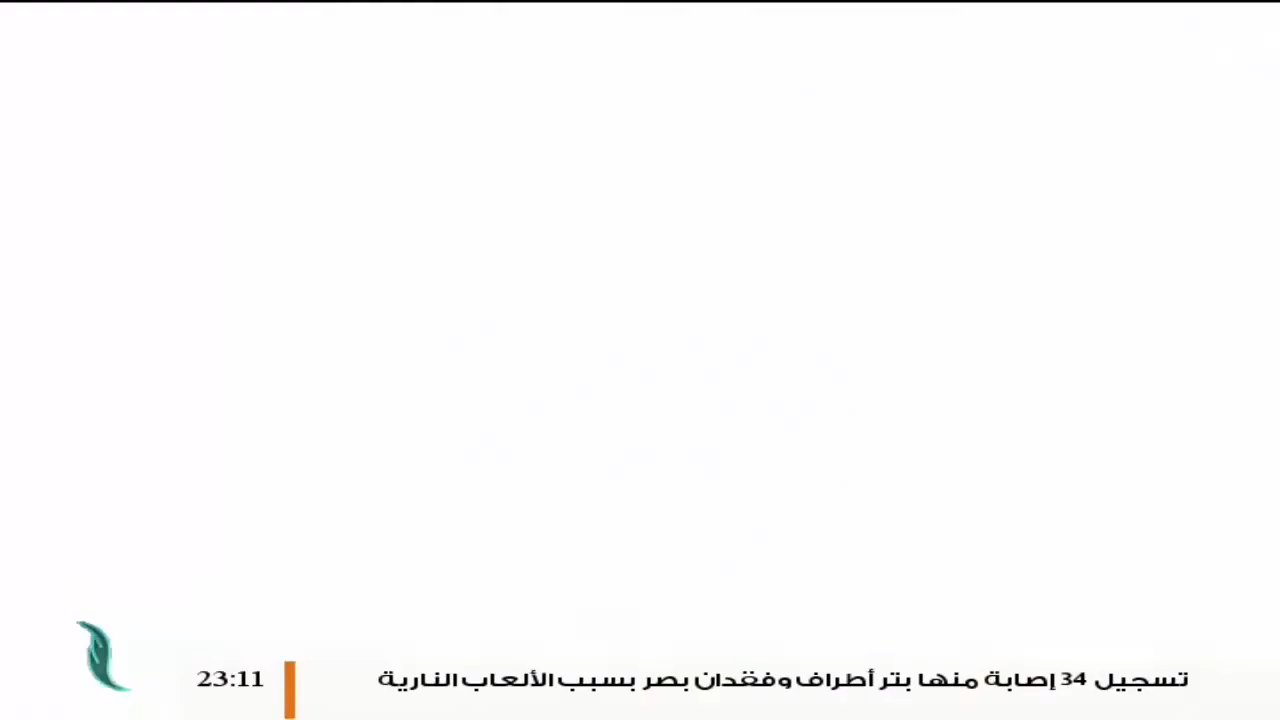 تسجيل 34 إصابة منها بتر أطراف وفقدان بصر بسبب الألعاب النارية
23:11